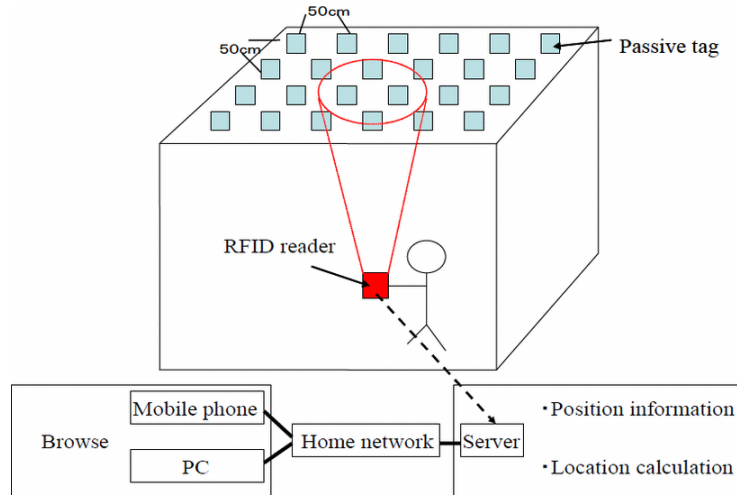 50cm
50cm
Passive tag
RFID reader
Mobile phone
・Position information
Browse
Home network
Server
PC
・Location calculation